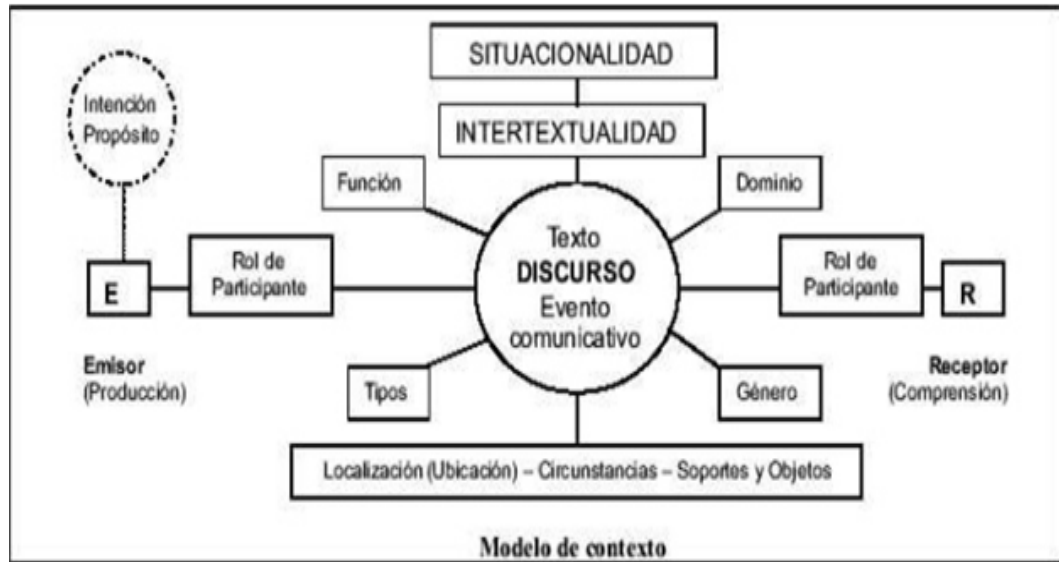 SITUACIONALIDAD
INTERTEXTUALIDAD
Intención
Propósito
Función
Dominio
E
Rol de
Participante
Texto
DISCURSO
Evento
comunicativo
Rol de
Participante
R
Emisor
(Producción)
Receptor
(Comprensión)
Tipos
Género
Localización (Ubicación) – Circunstancias – Soportes y Objetos
Modelo de contexto